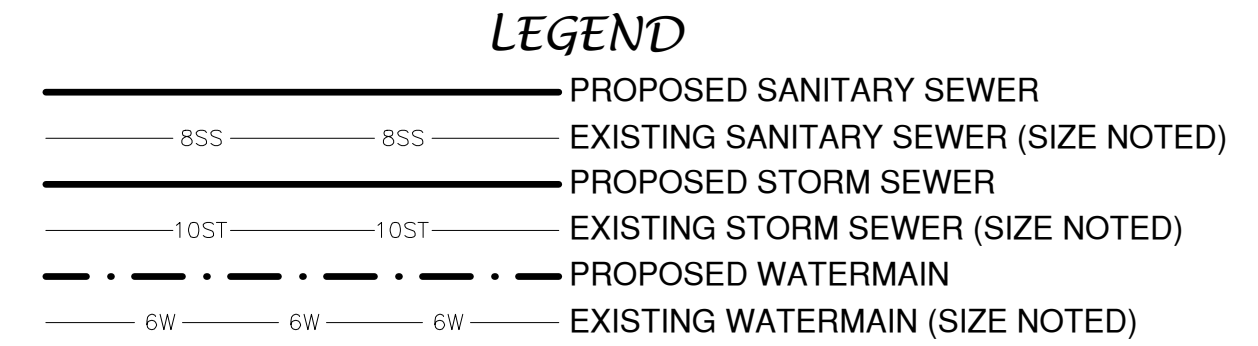 LEGEND
PROPOSED SANITARY SEWER
8SS 8SS EXISTING SANITARY SEWER (SIZE NOTED)
PROPOSED STORM SEWER
10ST 10ST EXISTING STORM SEWER (SIZE NOTED)
PROPOSED WATERMAIN
6W 6W 6W EXISTING WATERMAIN (SIZE NOTED)